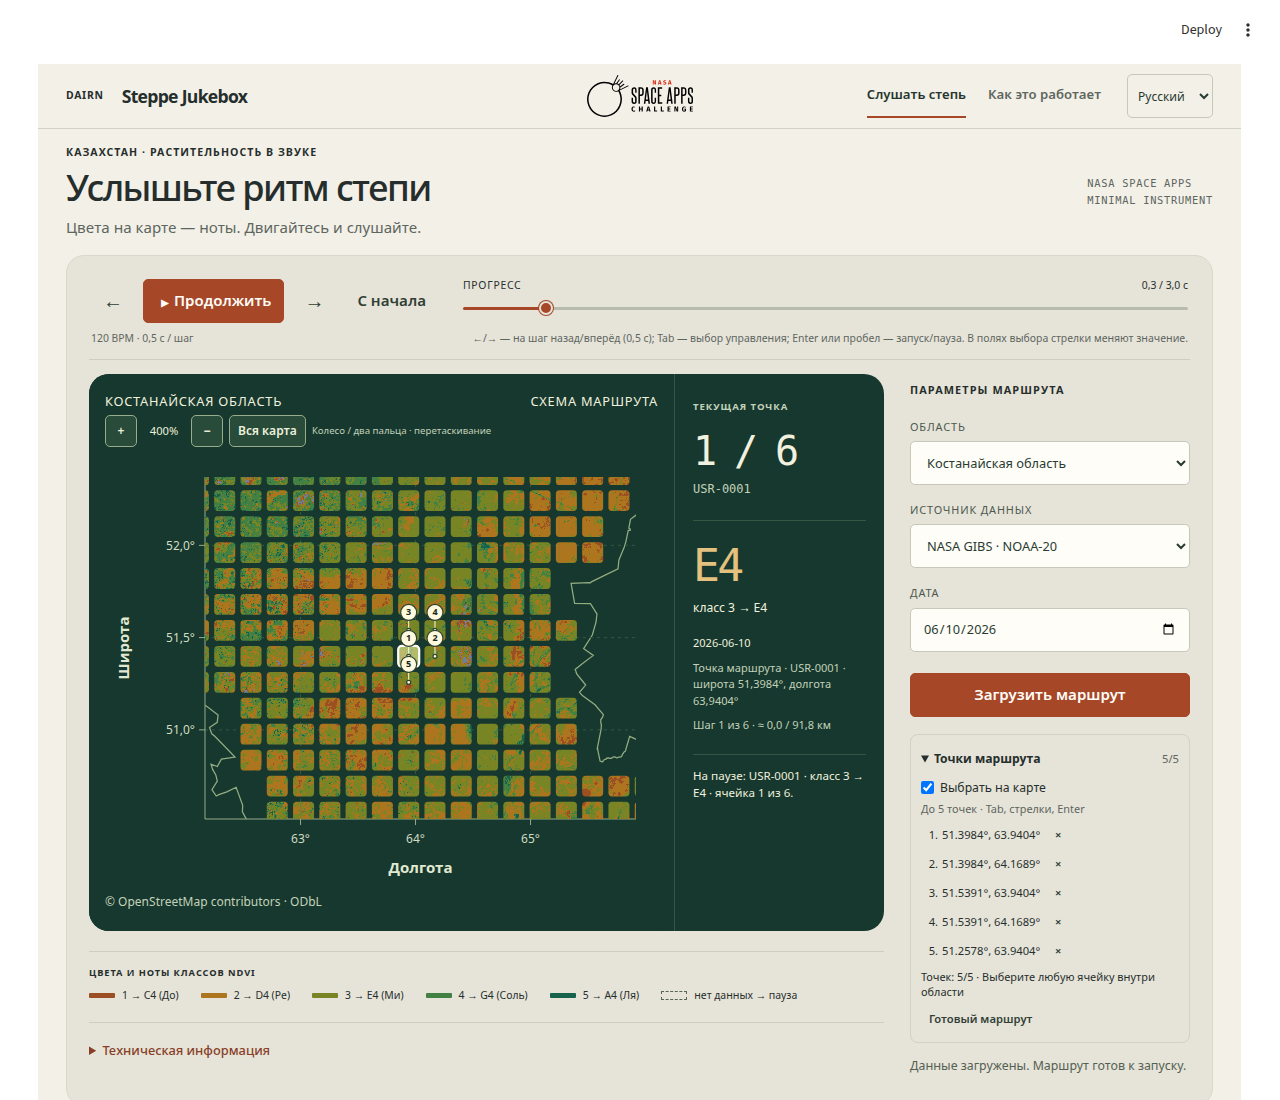 Deploy
DAIRN Steppe Jukebox
NASA
SPACE APPS
CHALLENGE
Слушать степь
Как это работает
Русский
КАЗАХСТАН · РАСТИТЕЛЬНОСТЬ В ЗВУКЕ
Услышьте ритм степи
Цвета на карте — ноты. Двигайтесь и слушайте.
NASA SPACE APPS
MINIMAL INSTRUMENT
← ▶ Продолжить → С начала
ПРОГРЕСС 0,3 / 3,0 с
120 BPM · 0,5 с / шаг
←/→ — на шаг назад/вперёд (0,5 с); Tab — выбор управления; Enter или пробел — запуск/пауза. В полях выбора стрелки меняют значение.
КОСТАНАЙСКАЯ ОБЛАСТЬ СХЕМА МАРШРУТА
+ 400% − Вся карта Колесо / два пальца · перетаскивание
52,0°
51,5°
51,0°
Широта
3 4
1 2
5
63° 64° 65°
Долгота
© OpenStreetMap contributors · ODbL
ТЕКУЩАЯ ТОЧКА
1 / 6
USR-0001
E4
класс 3 → E4
2026-06-10
Точка маршрута · USR-0001 ·
широта 51,3984°, долгота
63,9404°
Шаг 1 из 6 · ≈ 0,0 / 91,8 км
На паузе: USR-0001 · класс 3 →
E4 · ячейка 1 из 6.
ЦВЕТА И НОТЫ КЛАССОВ NDVI
1 → C4 (До) 2 → D4 (Ре) 3 → E4 (Ми) 4 → G4 (Соль) 5 → A4 (Ля) нет данных → пауза
Техническая информация
ПАРАМЕТРЫ МАРШРУТА
ОБЛАСТЬ
Костанайская область
ИСТОЧНИК ДАННЫХ
NASA GIBS · NOAA-20
ДАТА
06/10/2026
Загрузить маршрут
▼ Точки маршрута 5/5
Выбрать на карте
До 5 точек · Tab, стрелки, Enter
1. 51.3984°, 63.9404° ×
2. 51.3984°, 64.1689° ×
3. 51.5391°, 63.9404° ×
4. 51.5391°, 64.1689° ×
5. 51.2578°, 63.9404° ×
Точек: 5/5 · Выберите любую ячейку внутри
области
Готовый маршрут
Данные загружены. Маршрут готов к запуску.